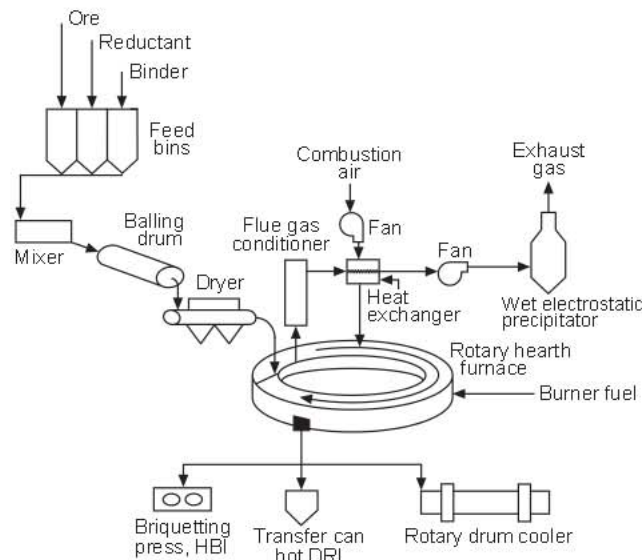 Ore
Reductant
Binder
Feed
bins
Mixer
Balling
drum
Dryer
Flue gas
conditioner
Combustion
air
Fan
Heat
exchanger
Fan
Exhaust
gas
Wet electrostatic
precipitator
Rotary hearth
furnace
Burner fuel
Briquetting
press, HBI
Transfer can
hot DRI
Rotary drum cooler